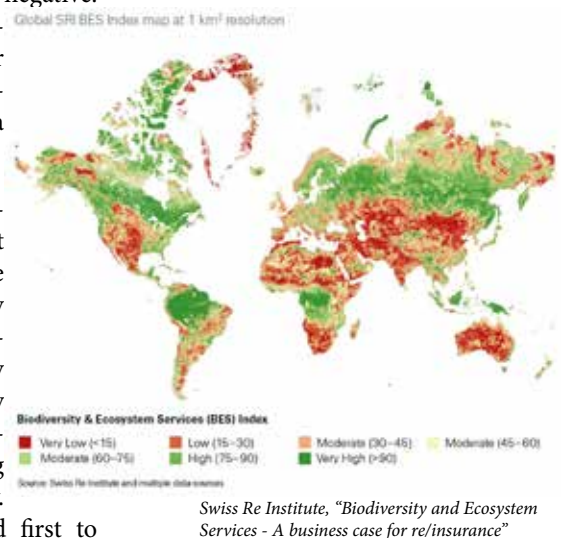 negative.
Global SRI BES Index map at 1 km² resolution
r
a
t
e
y
y
y
g
d first to
Biodiversity & Ecosystem Services (BES) Index
Very Low (<15) Low (15–30) Moderate (30–45) Moderate (45–60)
Moderate (60–75) High (75–90) Very High (>90)
Source: Swiss Re Institute and multiple data sources
Swiss Re Institute, “Biodiversity and Ecosystem
Services - A business case for re/insurance”